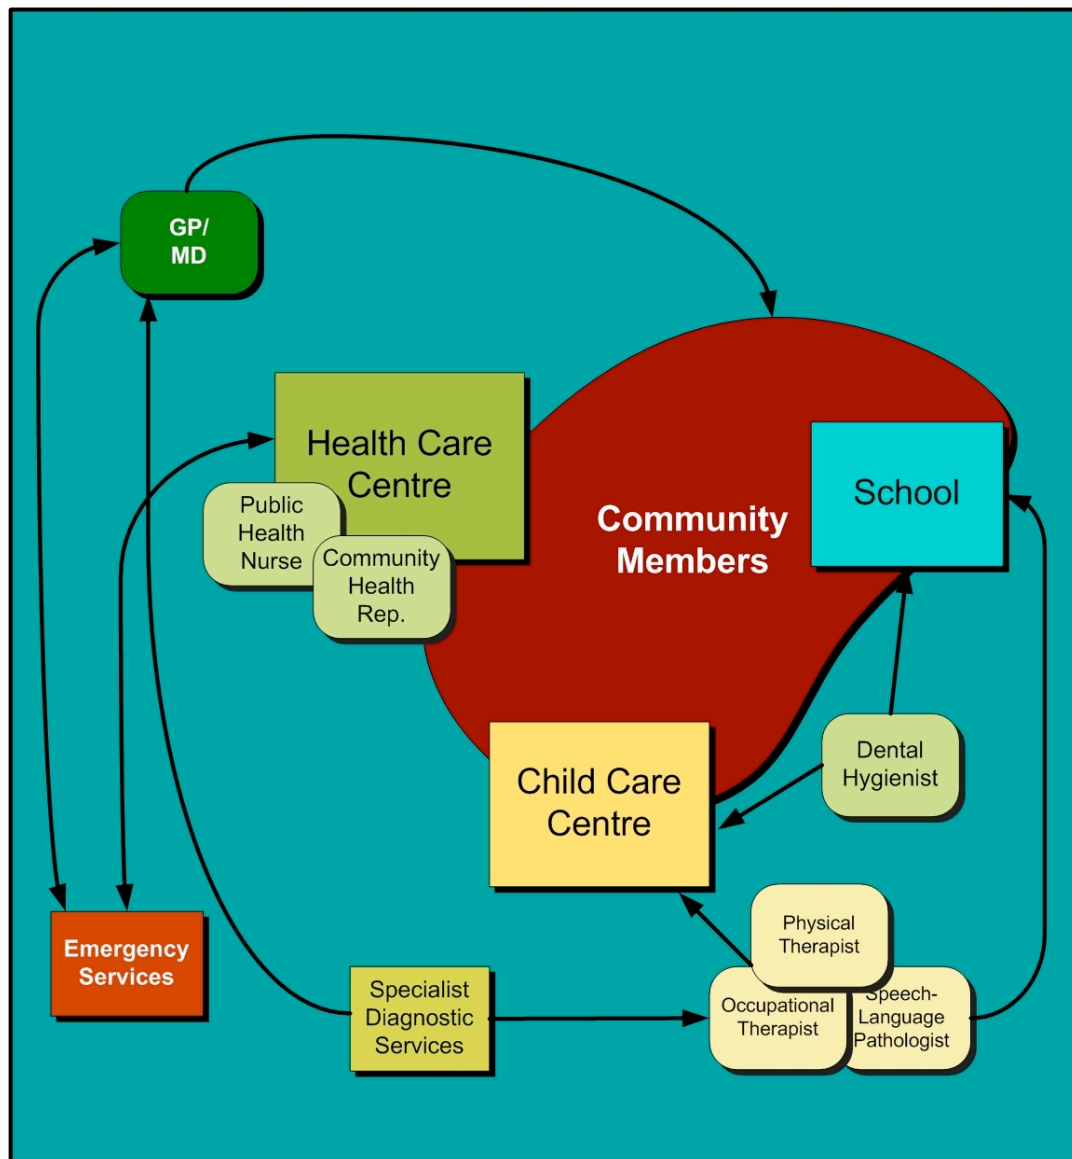 GP/
MD
Health Care
Centre
Public
Health
Nurse
Community
Health
Rep.
Community
Members
School
Child Care
Centre
Dental
Hygienist
Emergency
Services
Specialist
Diagnostic
Services
Physical
Therapist
Occupational
Therapist
Speech-
Language
Pathologist